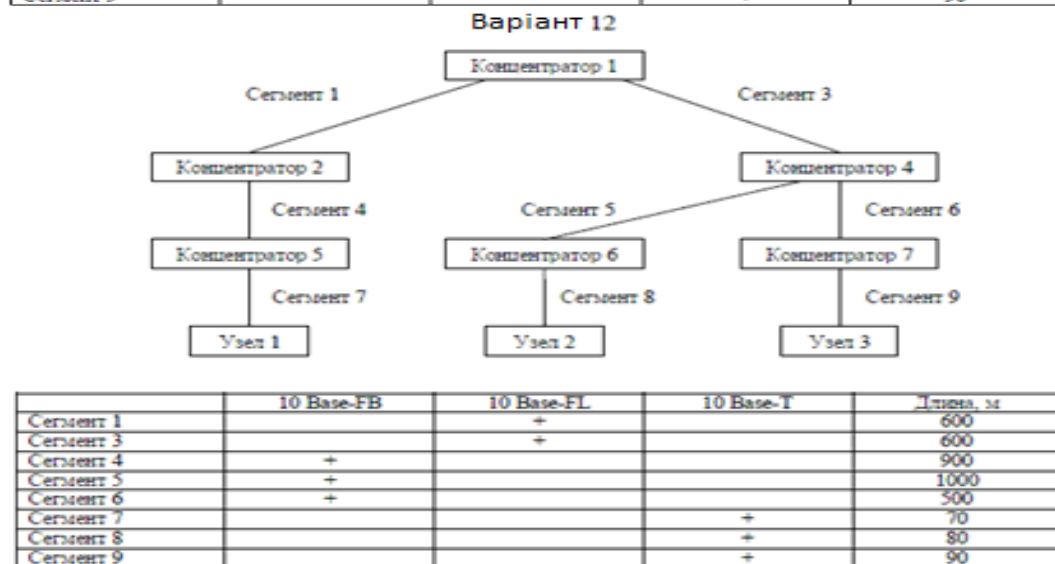 Варіант 12
Концентратор 1
Сегмент 1 Сегмент 3
Концентратор 2 Концентратор 4
Сегмент 4 Сегмент 5 Сегмент 6
Концентратор 5 Концентратор 6 Концентратор 7
Сегмент 7 Сегмент 8 Сегмент 9
Узел 1 Узел 2 Узел 3
10 Base-FB 10 Base-FL 10 Base-T Длина, м
Сегмент 1 + 600
Сегмент 3 + 600
Сегмент 4 + 900
Сегмент 5 + 1000
Сегмент 6 + 500
Сегмент 7 + 70
Сегмент 8 + 80
Сегмент 9 + 90